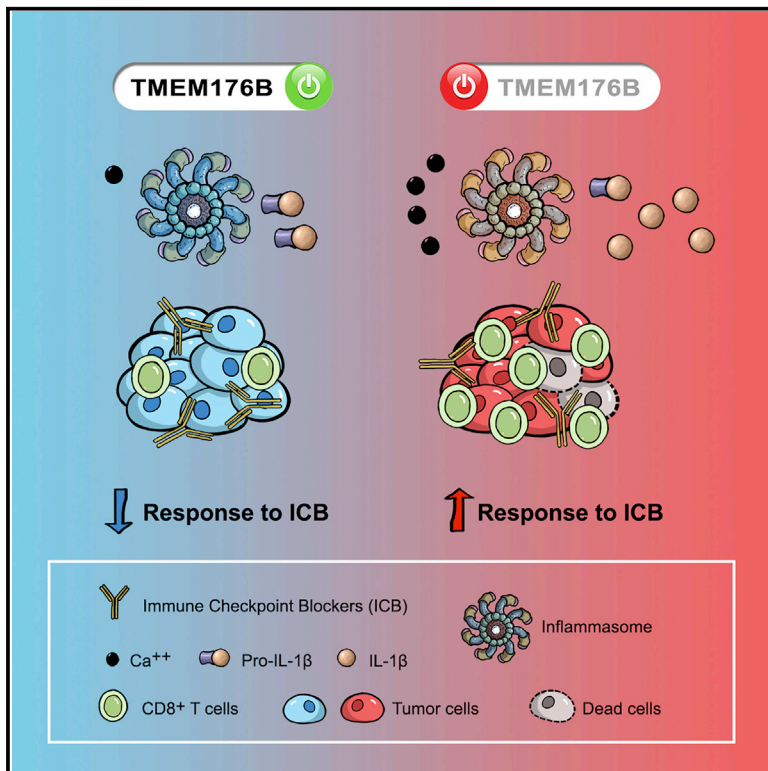 TMEM176B
TMEM176B
Response to ICB
Response to ICB
Immune Checkpoint Blockers (ICB)
Inflammasome
Ca⁺⁺
Pro-IL-1β
IL-1β
CD8⁺ T cells
Tumor cells
Dead cells